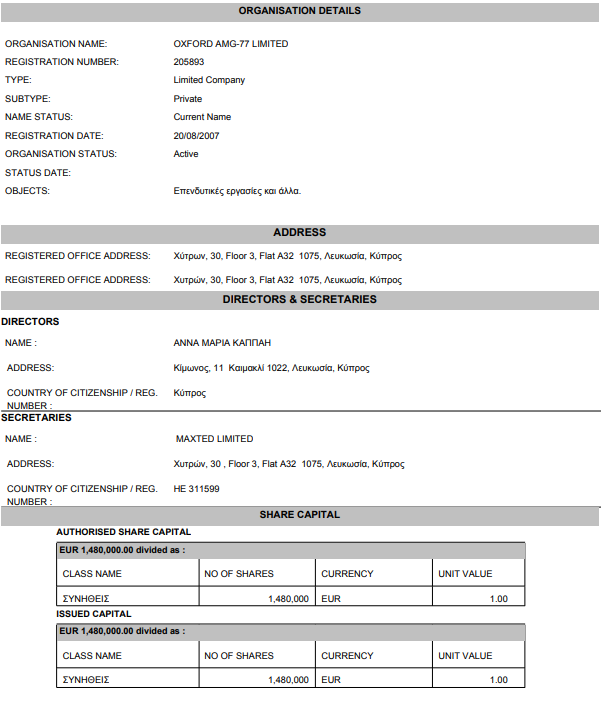 ORGANISATION DETAILS
ORGANISATION NAME: OXFORD AMG-77 LIMITED
REGISTRATION NUMBER: 205893
TYPE: Limited Company
SUBTYPE: Private
NAME STATUS: Current Name
REGISTRATION DATE: 20/08/2007
ORGANISATION STATUS: Active
STATUS DATE:
OBJECTS: Επενδυτικές εργασίες και άλλα.
ADDRESS
REGISTERED OFFICE ADDRESS: Χύτρων, 30, Floor 3, Flat A32 1075, Λευκωσία, Κύπρος
REGISTERED OFFICE ADDRESS: Χύτρων, 30, Floor 3, Flat A32 1075, Λευκωσία, Κύπρος
DIRECTORS & SECRETARIES
DIRECTORS
NAME : ΑΝΝΑ ΜΑΡΙΑ ΚΑΠΠΑΗ
ADDRESS: Κίμωνος, 11 Καιμακλί 1022, Λευκωσία, Κύπρος
COUNTRY OF CITIZENSHIP / REG. Κύπρος
NUMBER :
SECRETARIES
NAME : MAXTED LIMITED
ADDRESS: Χυτρων, 30 , Floor 3, Flat A32 1075, Λευκωσία, Κύπρος
COUNTRY OF CITIZENSHIP / REG. HE 311599
NUMBER :
SHARE CAPITAL
AUTHORISED SHARE CAPITAL
EUR 1,480,000.00 divided as :
CLASS NAME NO OF SHARES CURRENCY UNIT VALUE
ΣΥΝΗΘΕΙΣ 1,480,000 EUR 1.00
ISSUED CAPITAL
EUR 1,480,000.00 divided as :
CLASS NAME NO OF SHARES CURRENCY UNIT VALUE
ΣΥΝΗΘΕΙΣ 1,480,000 EUR 1.00